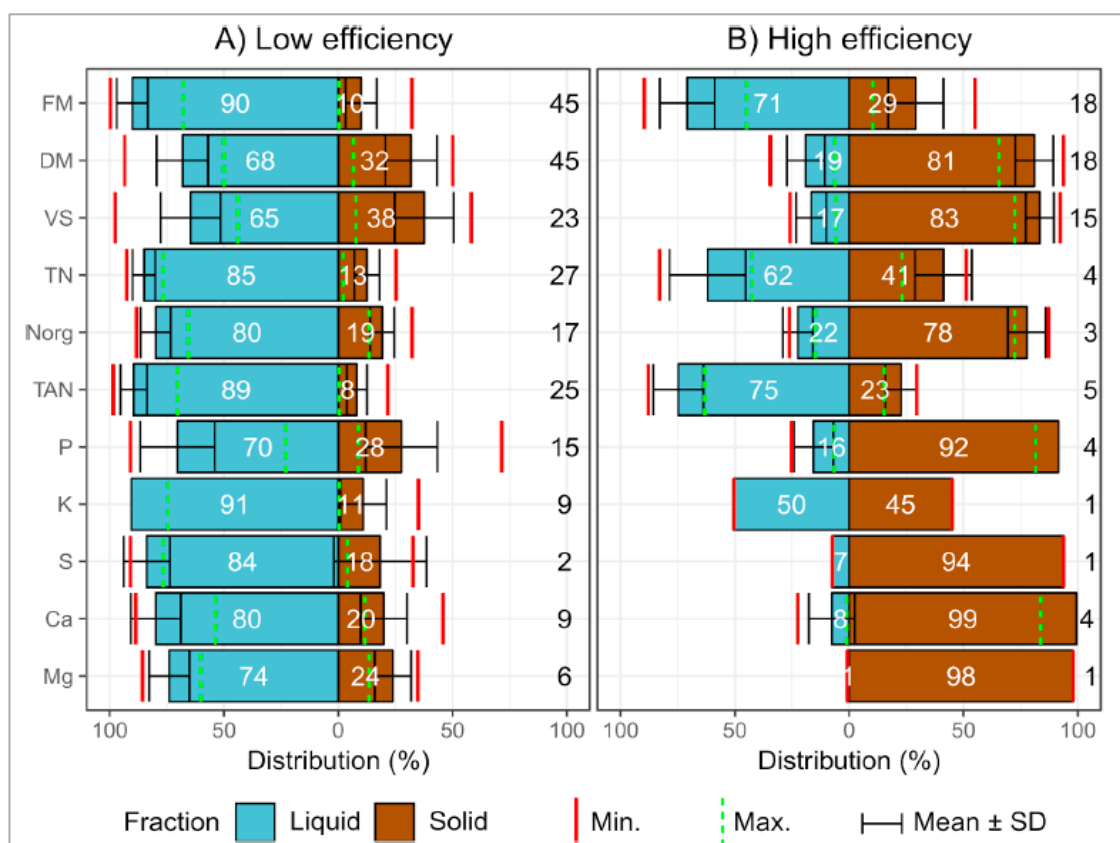 A) Low efficiency B) High efficiency
FM 90 10 45 71 29 18
DM 68 32 45 19 81 18
VS 65 38 23 17 83 15
TN 85 13 27 62 41 4
Norg 80 19 17 22 78 3
TAN 89 8 25 75 23 5
P 70 28 15 16 92 4
K 91 11 9 50 45 1
S 84 18 2 7 94 1
Ca 80 20 9 8 99 4
Mg 74 24 6 1 98 1
100 50 0 50 100 100 50 0 50 100
Distribution (%) Distribution (%)
Fraction Liquid Solid Min. Max. Mean ± SD